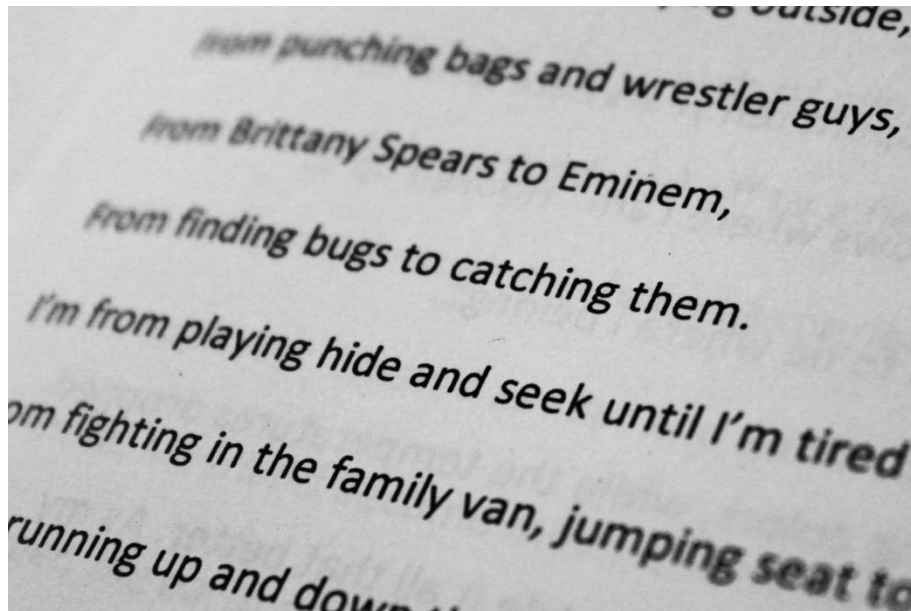 outside,
from punching bags and wrestler guys,
From Brittany Spears to Eminem,
From finding bugs to catching them.
I'm from playing hide and seek until I'm tired
fighting in the family van, jumping seat to
running up and down